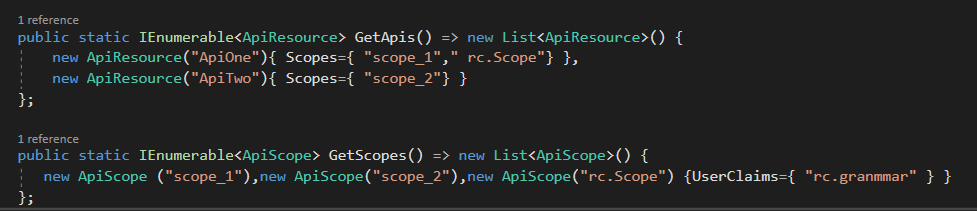 1 reference
public static IEnumerable<ApiResource> GetApis() => new List<ApiResource>() {
new ApiResource("ApiOne"){ Scopes={ "scope_1"," rc.Scope"} },
new ApiResource("ApiTwo"){ Scopes={ "scope_2"} }
};
1 reference
public static IEnumerable<ApiScope> GetScopes() => new List<ApiScope>() {
new ApiScope ("scope_1"),new ApiScope("scope_2"),new ApiScope("rc.Scope") {UserClaims={ "rc.granmmar" } }
};